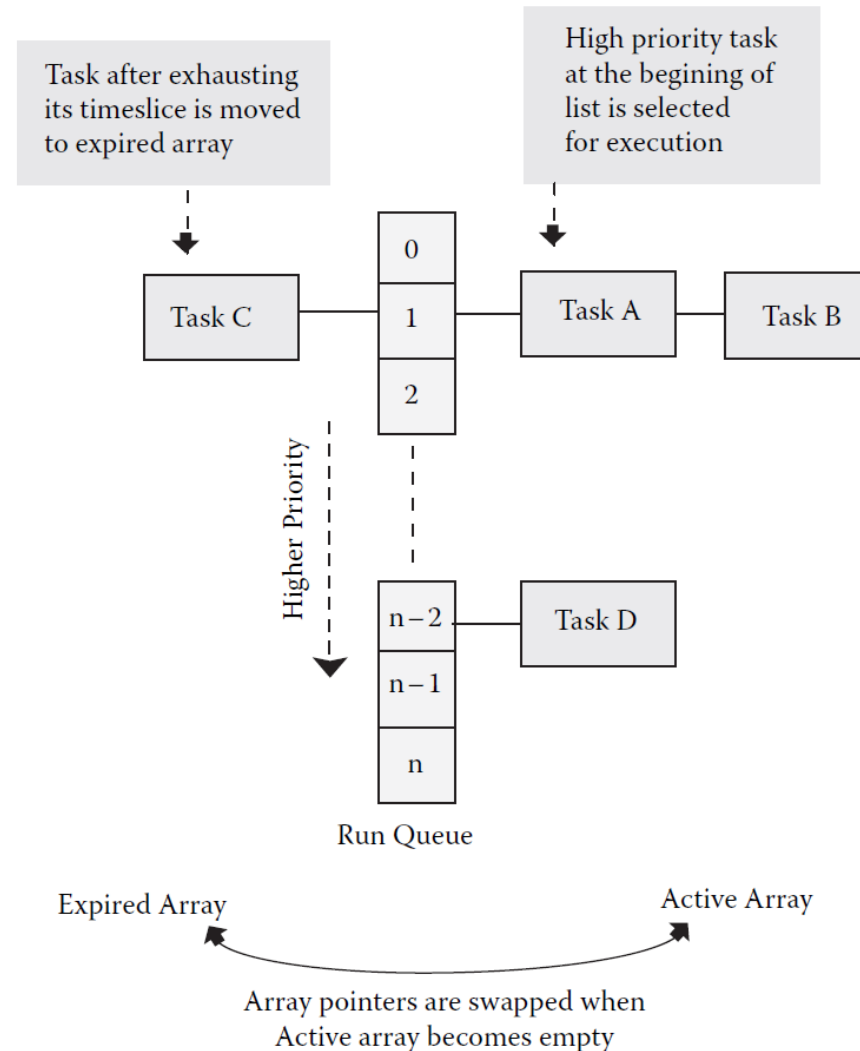 Task after exhausting
its timeslice is moved
to expired array
High priority task
at the begining of
list is selected
for execution
0
Task C
1
Task A
Task B
2
Higher Priority
n–2
Task D
n–1
n
Run Queue
Expired Array
Active Array
Array pointers are swapped when
Active array becomes empty